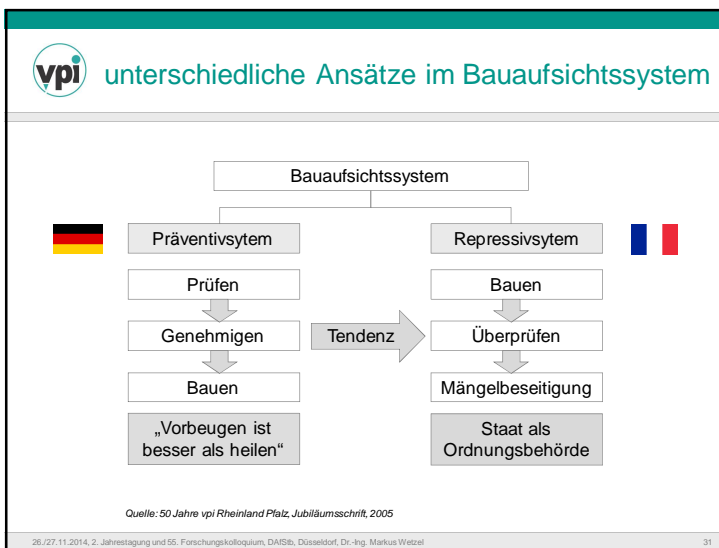 vpi unterschiedliche Ansätze im Bauaufsichtssystem
Bauaufsichtssystem
Präventivsytem
Repressivsytem
Prüfen
Bauen
Genehmigen
Tendenz
Überprüfen
Bauen
Mängelbeseitigung
„Vorbeugen ist
besser als heilen“
Staat als
Ordnungsbehörde
Quelle: 50 Jahre vpi Rheinland Pfalz, Jubiläumsschrift, 2005
26./27.11.2014, 2. Jahrestagung und 55. Forschungskolloquium, DAfStb, Düsseldorf, Dr.-Ing. Markus Wetzel
31